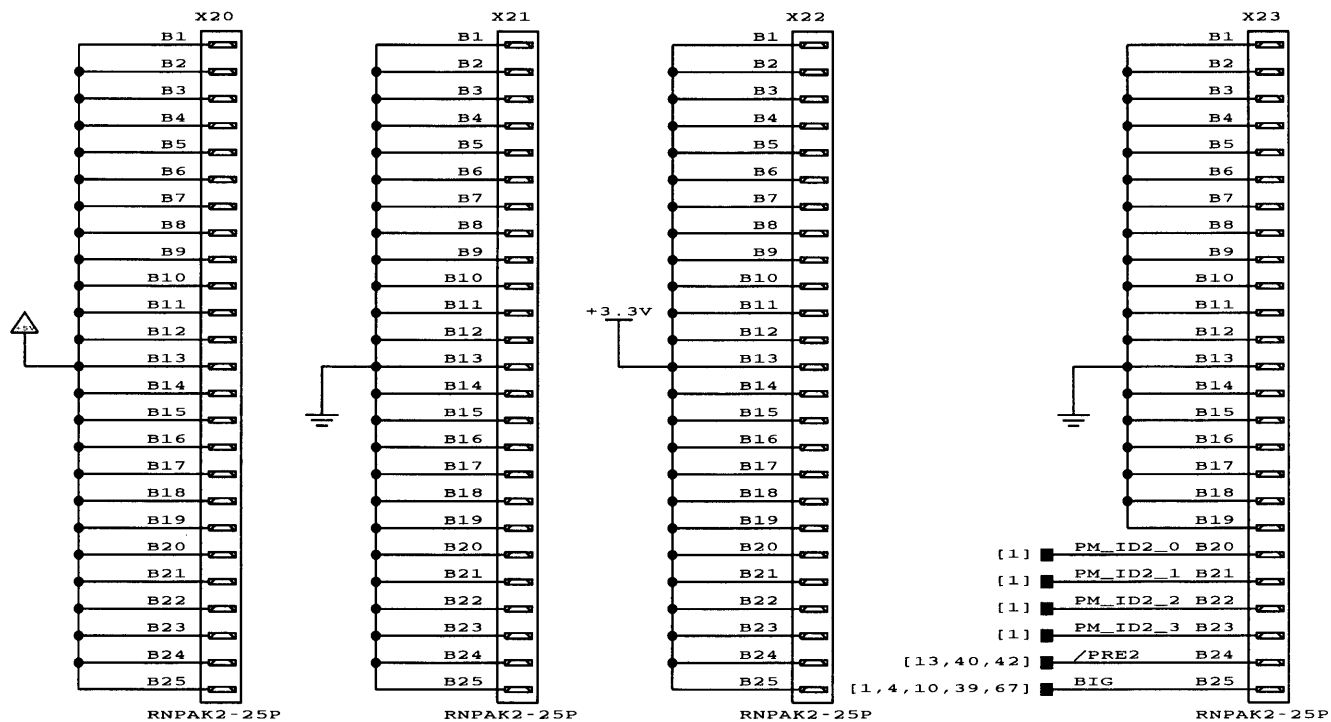 X20 X21 X22 X23
B1 B1 B1 B1
B2 B2 B2 B2
B3 B3 B3 B3
B4 B4 B4 B4
B5 B5 B5 B5
B6 B6 B6 B6
B7 B7 B7 B7
B8 B8 B8 B8
B9 B9 B9 B9
B10 B10 B10 B10
B11 B11 +3.3V B11 B11
+5V B12 B12 B12 B12
B13 B13 B13 B13
B14 B14 B14 B14
B15 B15 B15 B15
B16 B16 B16 B16
B17 B17 B17 B17
B18 B18 B18 B18
B19 B19 B19 B19
B20 B20 B20 [1] PM_ID2_0 B20
B21 B21 B21 [1] PM_ID2_1 B21
B22 B22 B22 [1] PM_ID2_2 B22
B23 B23 B23 [1] PM_ID2_3 B23
B24 B24 B24 [13,40,42] /PRE2 B24
B25 B25 B25 [1,4,10,39,67] BIG B25
RNPAK2-25P RNPAK2-25P RNPAK2-25P RNPAK2-25P